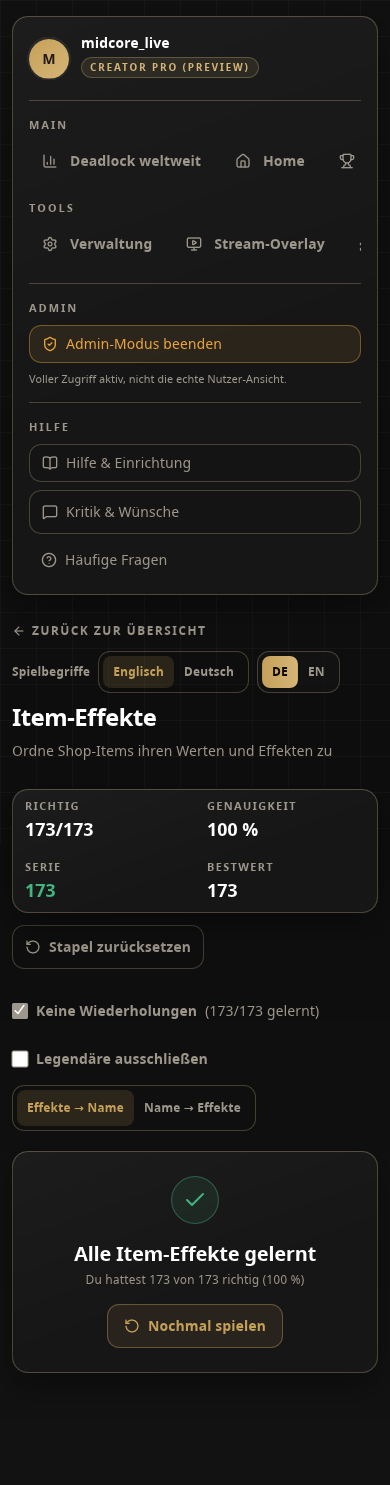 M
midcore_live
CREATOR PRO (PREVIEW)
MAIN
Deadlock weltweit Home
TOOLS
Verwaltung Stream-Overlay
ADMIN
Admin-Modus beenden
Voller Zugriff aktiv, nicht die echte Nutzer-Ansicht.
HILFE
Hilfe & Einrichtung
Kritik & Wünsche
Häufige Fragen
ZURÜCK ZUR ÜBERSICHT
Spielbegriffe Englisch Deutsch DE EN
Item-Effekte
Ordne Shop-Items ihren Werten und Effekten zu
RICHTIG GENAUIGKEIT
173/173 100 %
SERIE BESTWERT
173 173
Stapel zurücksetzen
Keine Wiederholungen (173/173 gelernt)
Legendäre ausschließen
Effekte → Name Name → Effekte
Alle Item-Effekte gelernt
Du hattest 173 von 173 richtig (100 %)
Nochmal spielen